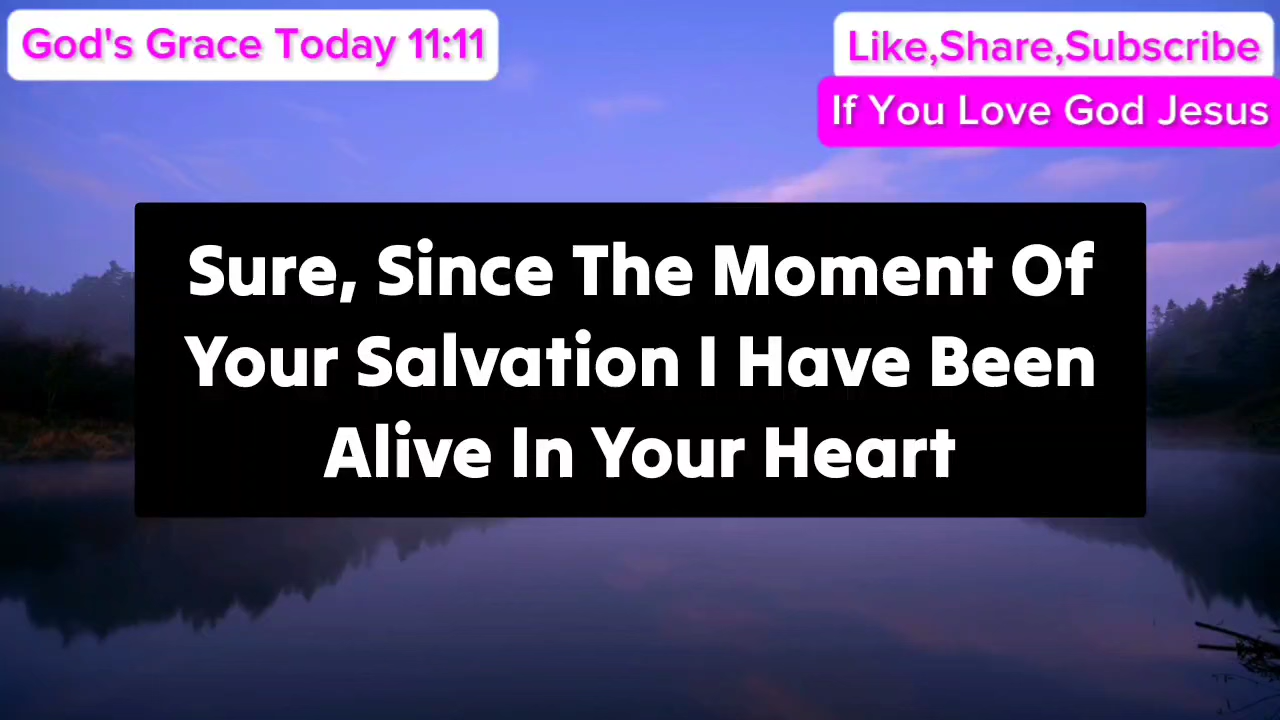 God's Grace Today 11:11
Like,Share,Subscribe
If You Love God Jesus
Sure, Since The Moment Of
Your Salvation I Have Been
Alive In Your Heart